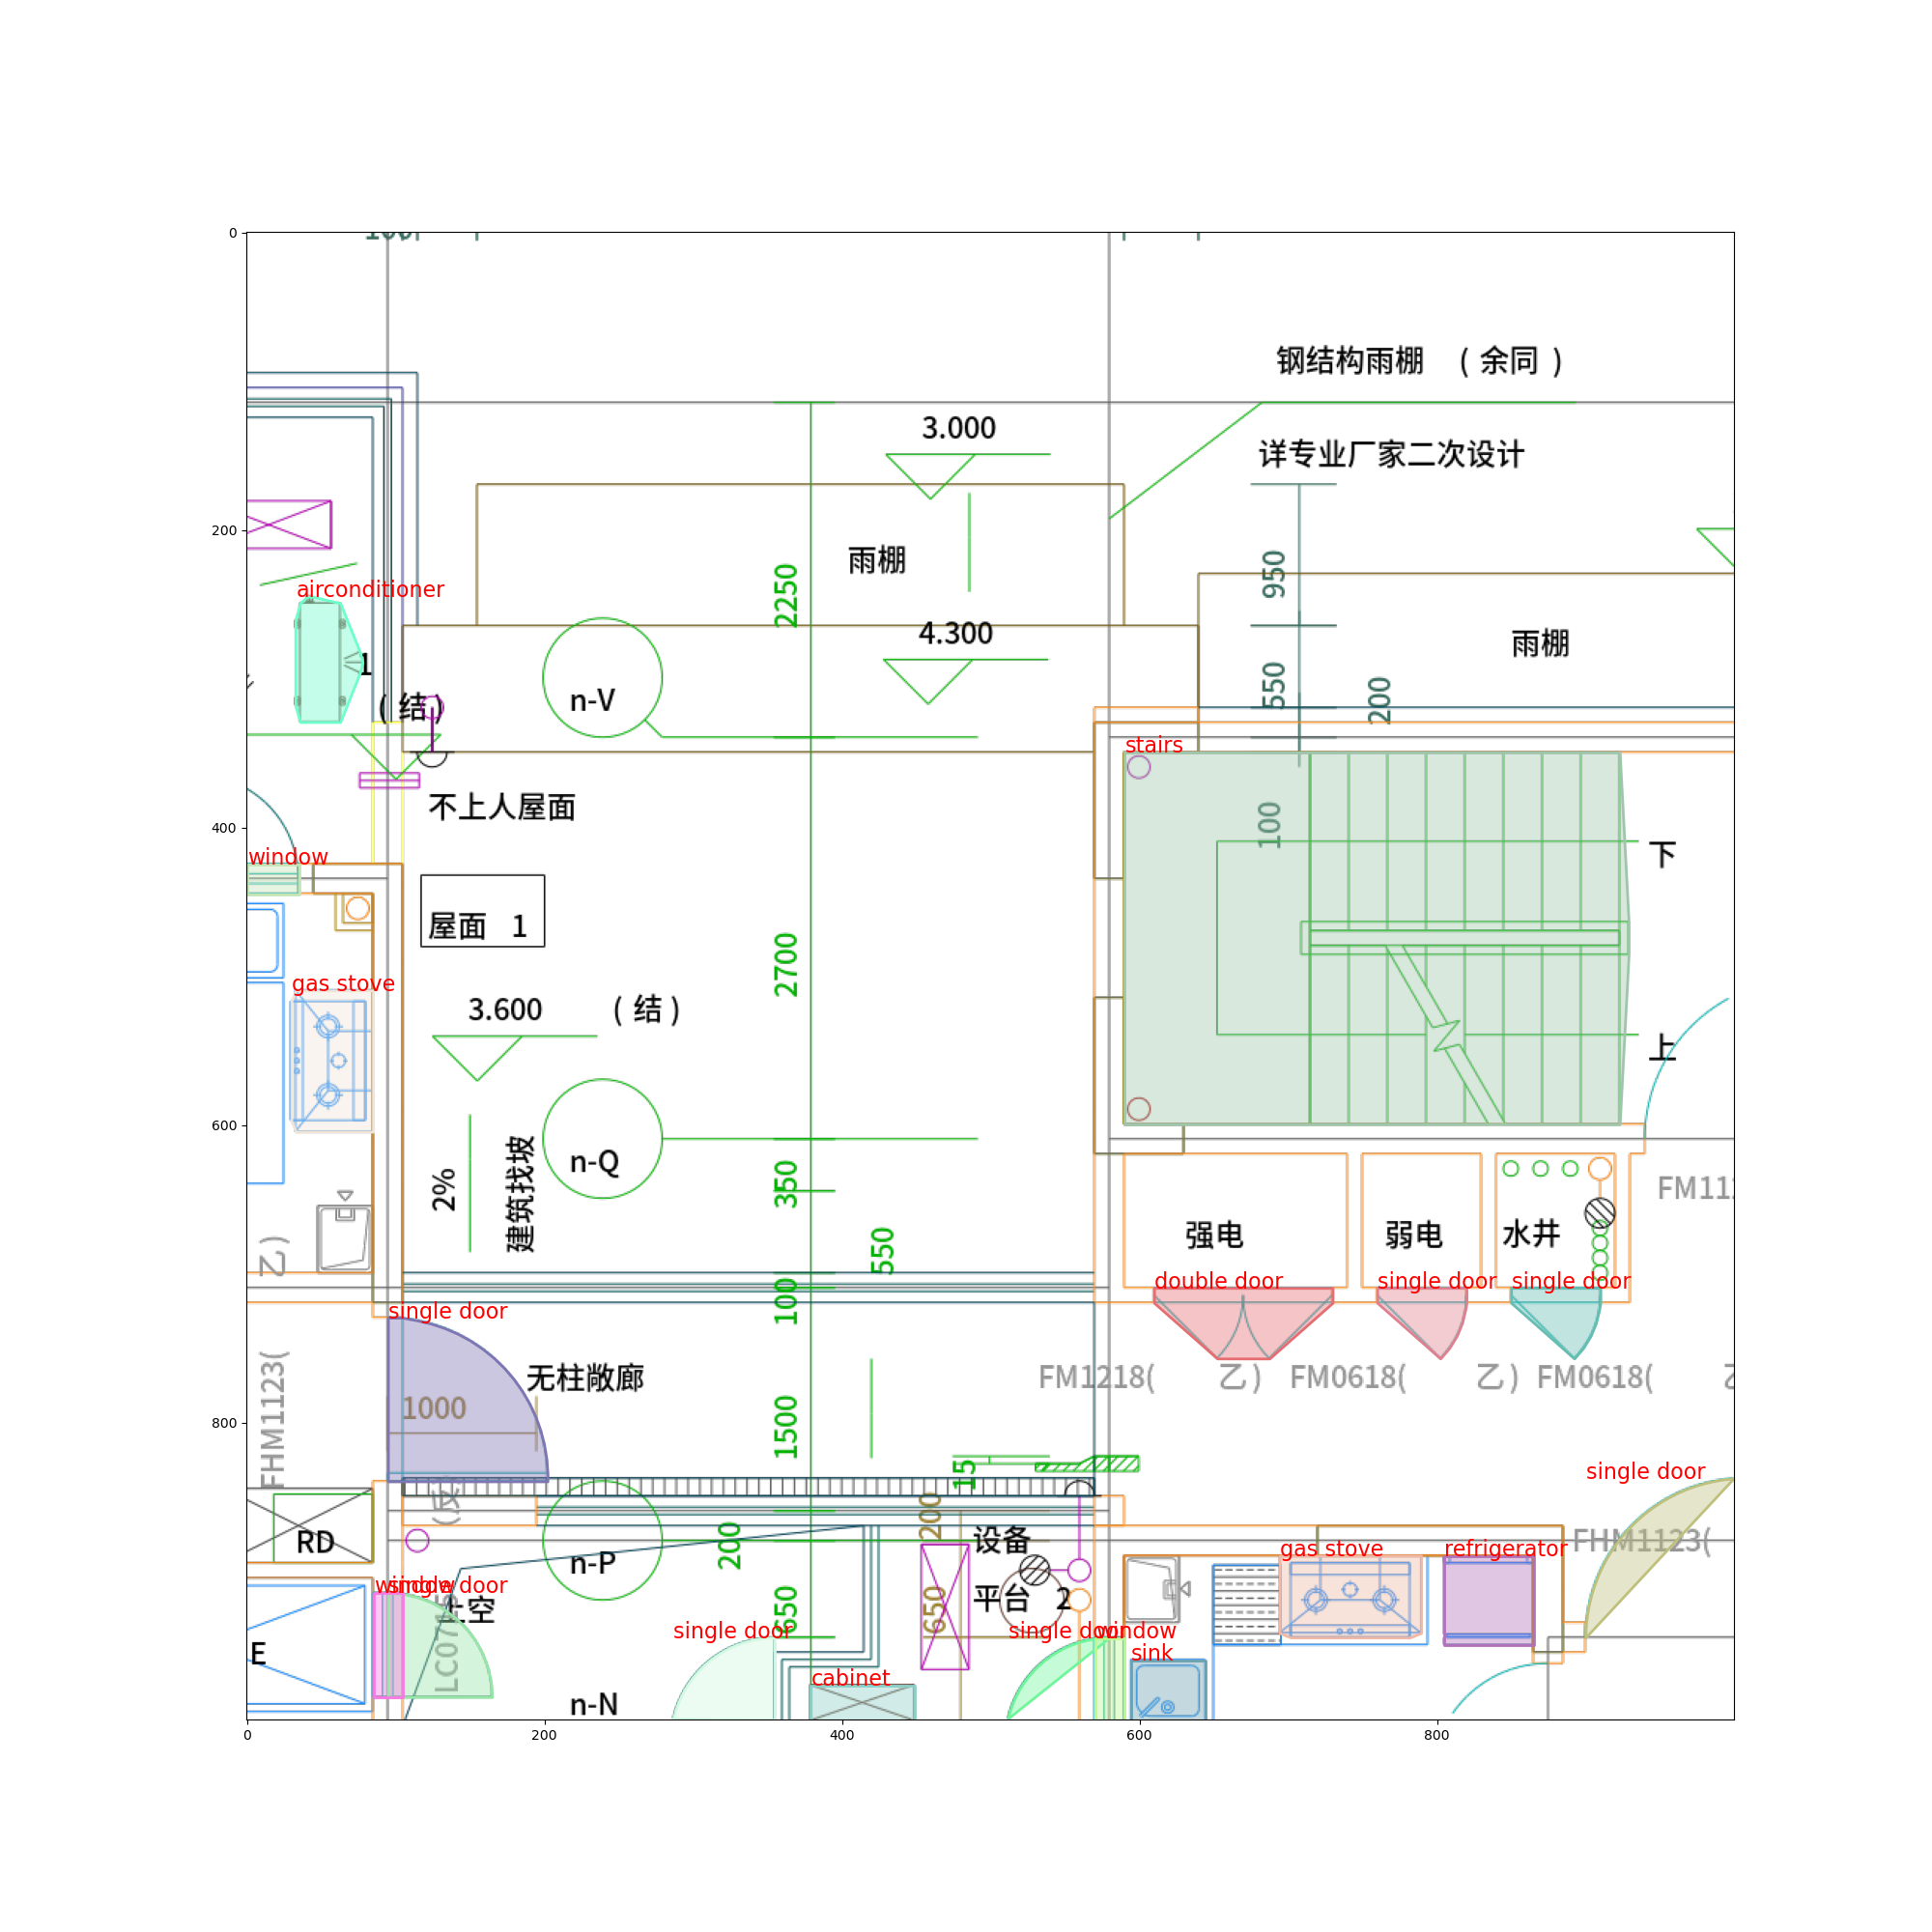 0
钢结构雨棚 (余同)
3.000
详专业厂家二次设计
200
雨棚
950
2250
airconditioner
4.300
雨棚
1
(结)
n-V
550
200
stairs
不上人屋面
100
400
下
window
屋面 1
2700
gas stove
3.600 (结)
上
600
n-Q
2%
建筑找坡
350
FM11
强电
弱电
水井
乙)
550
double door
single door
single door
100
single door
无柱敞廊
FM1218( 乙)
FM0618( 乙)
FM0618(
FHM1123(
1000
800
1500
15
single door
200
RD
设备
FHM1123(
200
n-P
gas stove
refrigerator
window
single door
上空
650
650
平台 2
LC0715
single door
single door
window
E
sink
cabinet
n-N
0
200
400
600
800